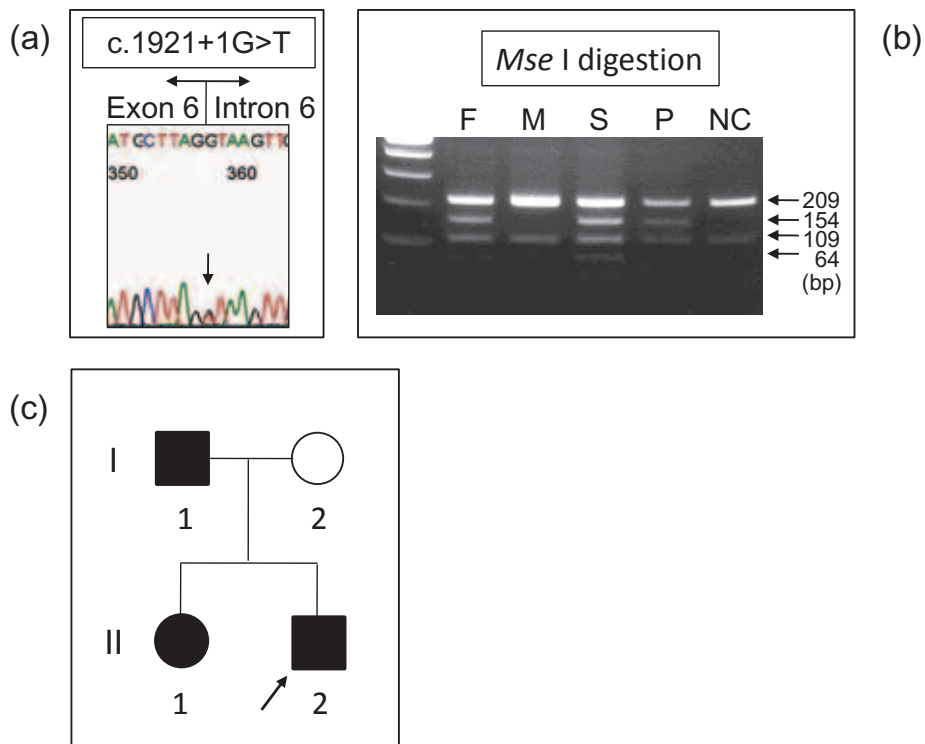 (a)
c.1921+1G>T
Exon 6 Intron 6
ATGCTTAGGTAAGTT
350 360
(b)
Mse I digestion
F M S P NC
209
154
109
64
(bp)
(c)
I
1 2
II
1 2